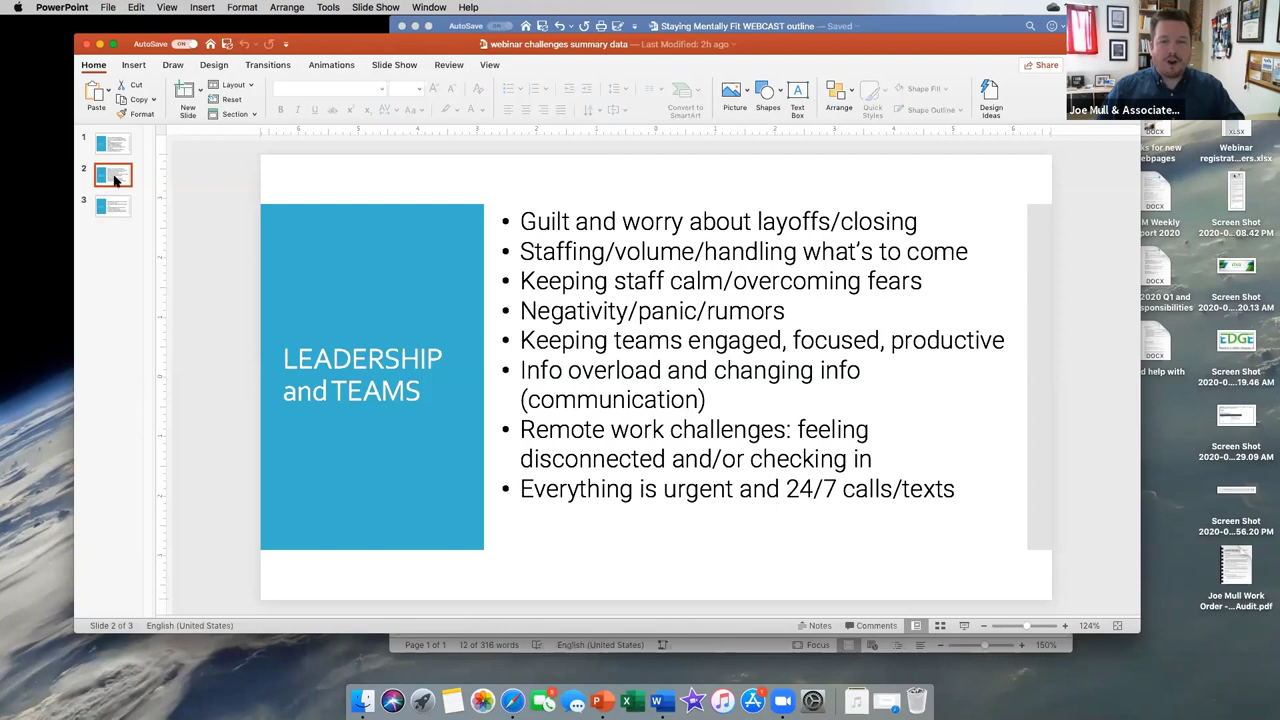 PowerPoint File Edit View Insert Format Arrange Tools Slide Show Window Help
AutoSave Staying Mentally Fit WEBCAST outline — Saved
AutoSave ON webinar challenges summary data — Last Modified: 2h ago
Home Insert Draw Design Transitions Animations Slide Show Review View Share
Paste Cut Copy Format
New Slide Layout Reset Section
Convert to SmartArt
Picture Shapes Text Box Arrange Quick Styles Shape Fill Shape Outline Design Ideas
Joe Mull & Associate...
1
2
3
LEADERSHIP
and TEAMS
• Guilt and worry about layoffs/closing
• Staffing/volume/handling what's to come
• Keeping staff calm/overcoming fears
• Negativity/panic/rumors
• Keeping teams engaged, focused, productive
• Info overload and changing info
(communication)
• Remote work challenges: feeling
disconnected and/or checking in
• Everything is urgent and 24/7 calls/texts
DOCX
XLSX
ks for new
ebpages
Webinar
registrat...ers.xlsx
DOCX
M Weekly
port 2020
Screen Shot
2020-0...08.42 PM
DOCX
2020 Q1 and
sponsibilities
Screen Shot
2020-0...20.13 AM
EDGE
DOCX
d help with
Screen Shot
2020-0...19.46 AM
Screen Shot
2020-0...29.09 AM
Screen Shot
2020-0...56.20 PM
Joe Mull Work
Order -...Audit.pdf
Slide 2 of 3 English (United States) Notes Comments 124%
Page 1 of 1 12 of 316 words English (United States) Focus 150%